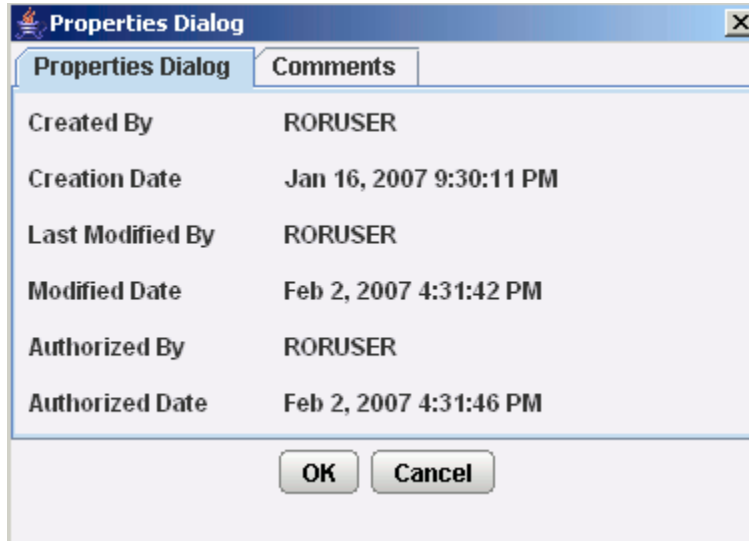 Properties Dialog
Properties Dialog Comments
Created By RORUSER
Creation Date Jan 16, 2007 9:30:11 PM
Last Modified By RORUSER
Modified Date Feb 2, 2007 4:31:42 PM
Authorized By RORUSER
Authorized Date Feb 2, 2007 4:31:46 PM
OK Cancel